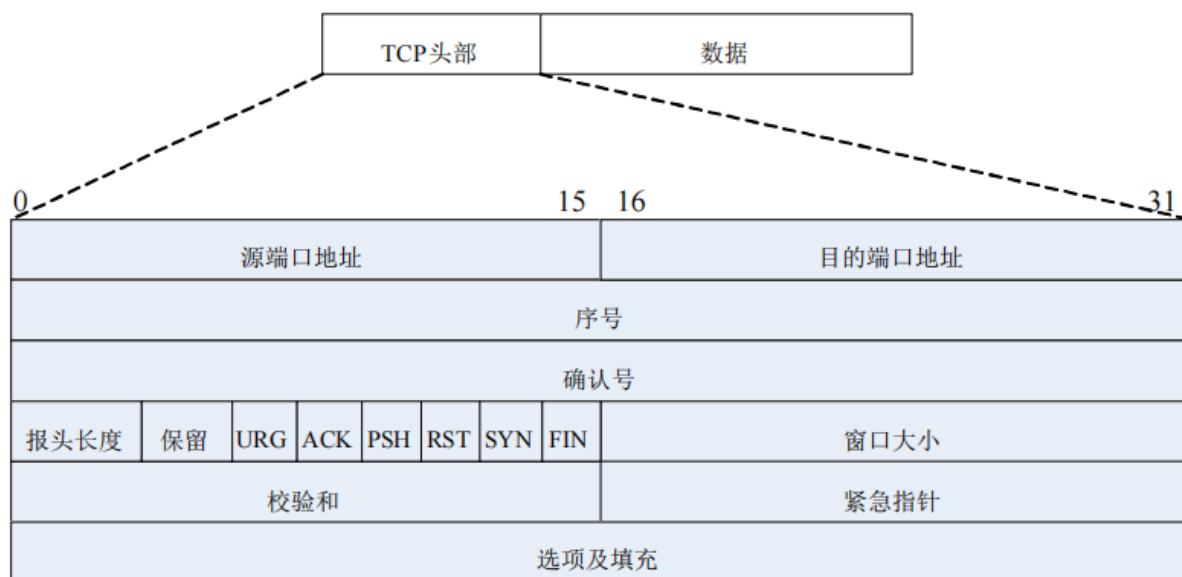 TCP头部 数据
0 15 16 31
源端口地址 目的端口地址
序号
确认号
报头长度 保留 URG ACK PSH RST SYN FIN 窗口大小
校验和 紧急指针
选项及填充